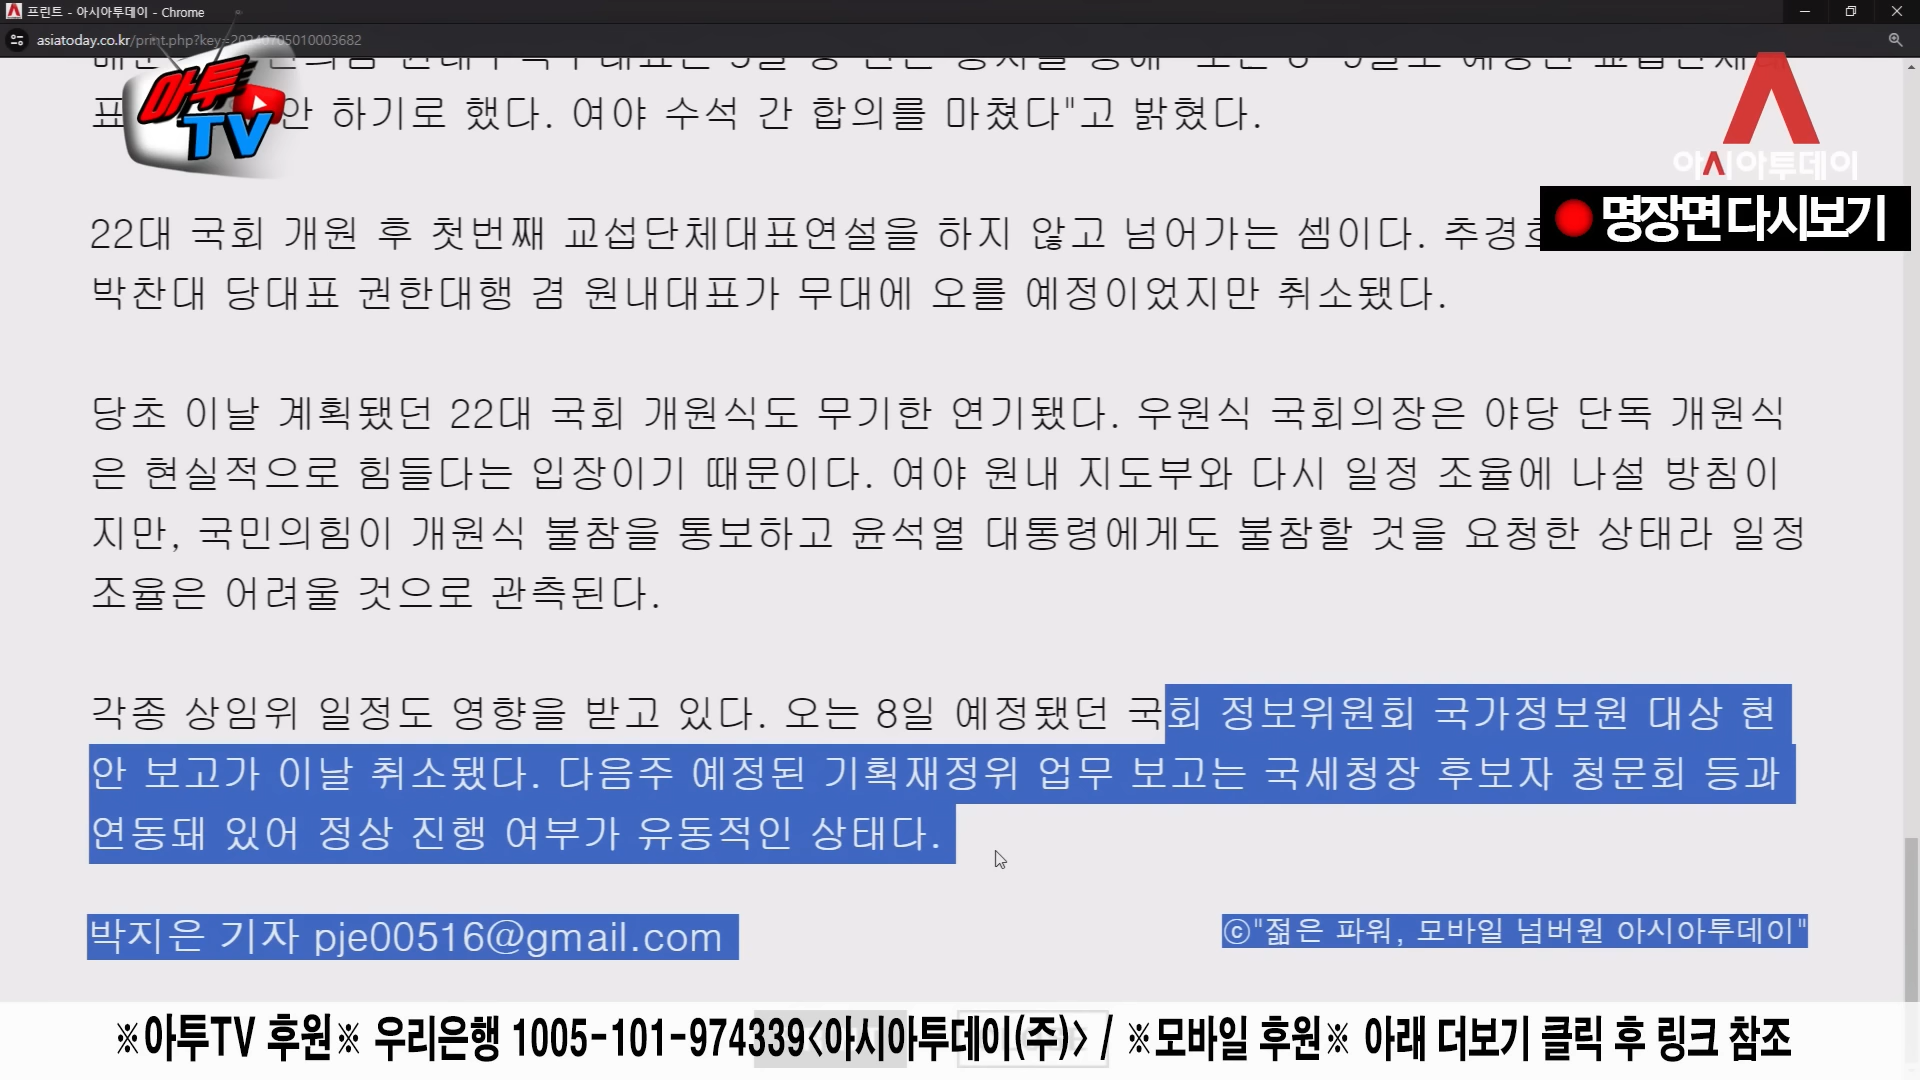 프린트 - 아시아투데이 - Chrome
asiatoday.co.kr/print.php?key=20240705010003682
아투
TV
아시아투데이
명장면 다시보기
표 안 하기로 했다. 여야 수석 간 합의를 마쳤다"고 밝혔다.
22대 국회 개원 후 첫번째 교섭단체대표연설을 하지 않고 넘어가는 셈이다. 추경호
박찬대 당대표 권한대행 겸 원내대표가 무대에 오를 예정이었지만 취소됐다.
당초 이날 계획됐던 22대 국회 개원식도 무기한 연기됐다. 우원식 국회의장은 야당 단독 개원식
은 현실적으로 힘들다는 입장이기 때문이다. 여야 원내 지도부와 다시 일정 조율에 나설 방침이
지만, 국민의힘이 개원식 불참을 통보하고 윤석열 대통령에게도 불참할 것을 요청한 상태라 일정
조율은 어려울 것으로 관측된다.
각종 상임위 일정도 영향을 받고 있다. 오는 8일 예정됐던 국회 정보위원회 국가정보원 대상 현
안 보고가 이날 취소됐다. 다음주 예정된 기획재정위 업무 보고는 국세청장 후보자 청문회 등과
연동돼 있어 정상 진행 여부가 유동적인 상태다.
박지은 기자 pje00516@gmail.com
ⓒ"젊은 파워, 모바일 넘버원 아시아투데이"
※아투TV 후원※ 우리은행 1005-101-974339<아시아투데이(주)> / ※모바일 후원※ 아래 더보기 클릭 후 링크 참조